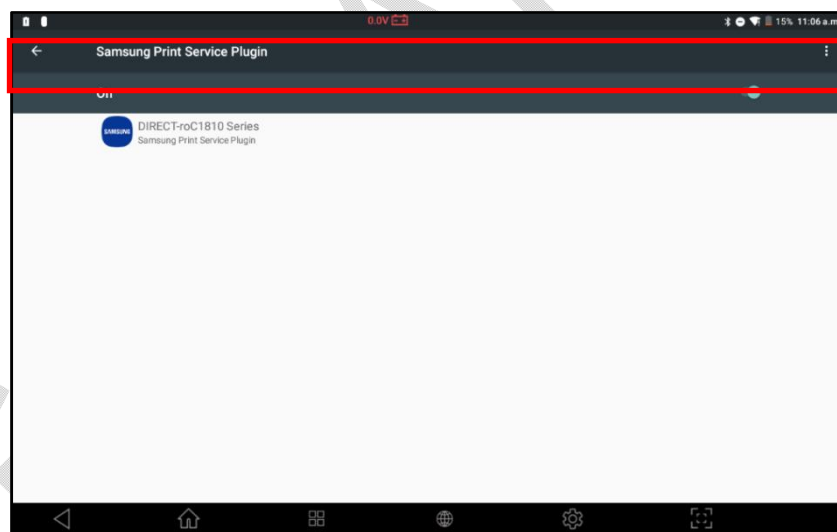 0.0V
15% 11:06 a.m
Samsung Print Service Plugin
On
SAMSUNG
DIRECT-roC1810 Series
Samsung Print Service Plugin